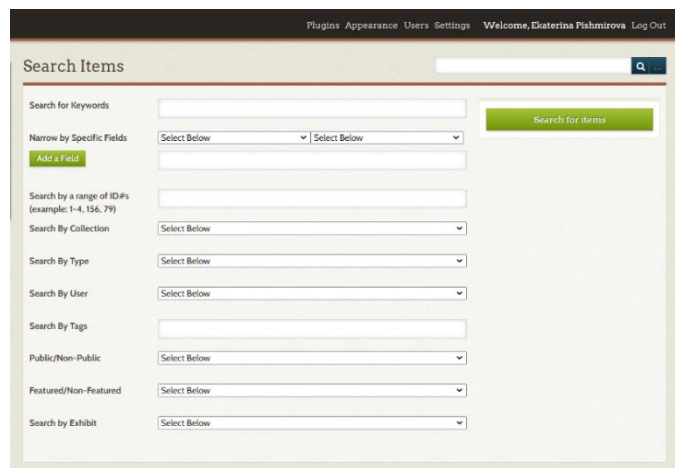 Plugins Appearance Users Settings Welcome, Ekaterina Pishmirova Log Out
Search Items
...
Search for Keywords
Search for items
Narrow by Specific Fields Select Below Select Below
Add a Field
Search by a range of ID#s
(example: 1-4, 156, 79)
Search By Collection Select Below
Search By Type Select Below
Search By User Select Below
Search By Tags
Public/Non-Public Select Below
Featured/Non-Featured Select Below
Search by Exhibit Select Below